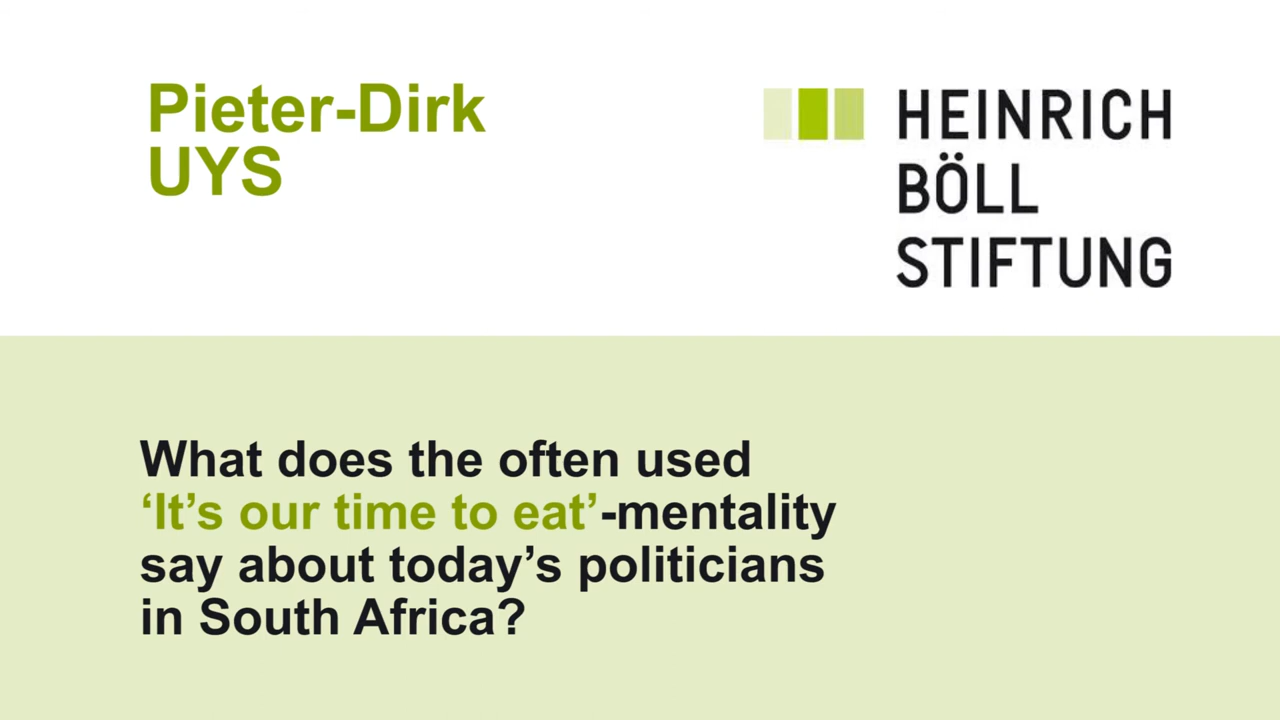 Pieter-Dirk
UYS
HEINRICH
BÖLL
STIFTUNG
What does the often used
‘It’s our time to eat’-mentality
say about today’s politicians
in South Africa?